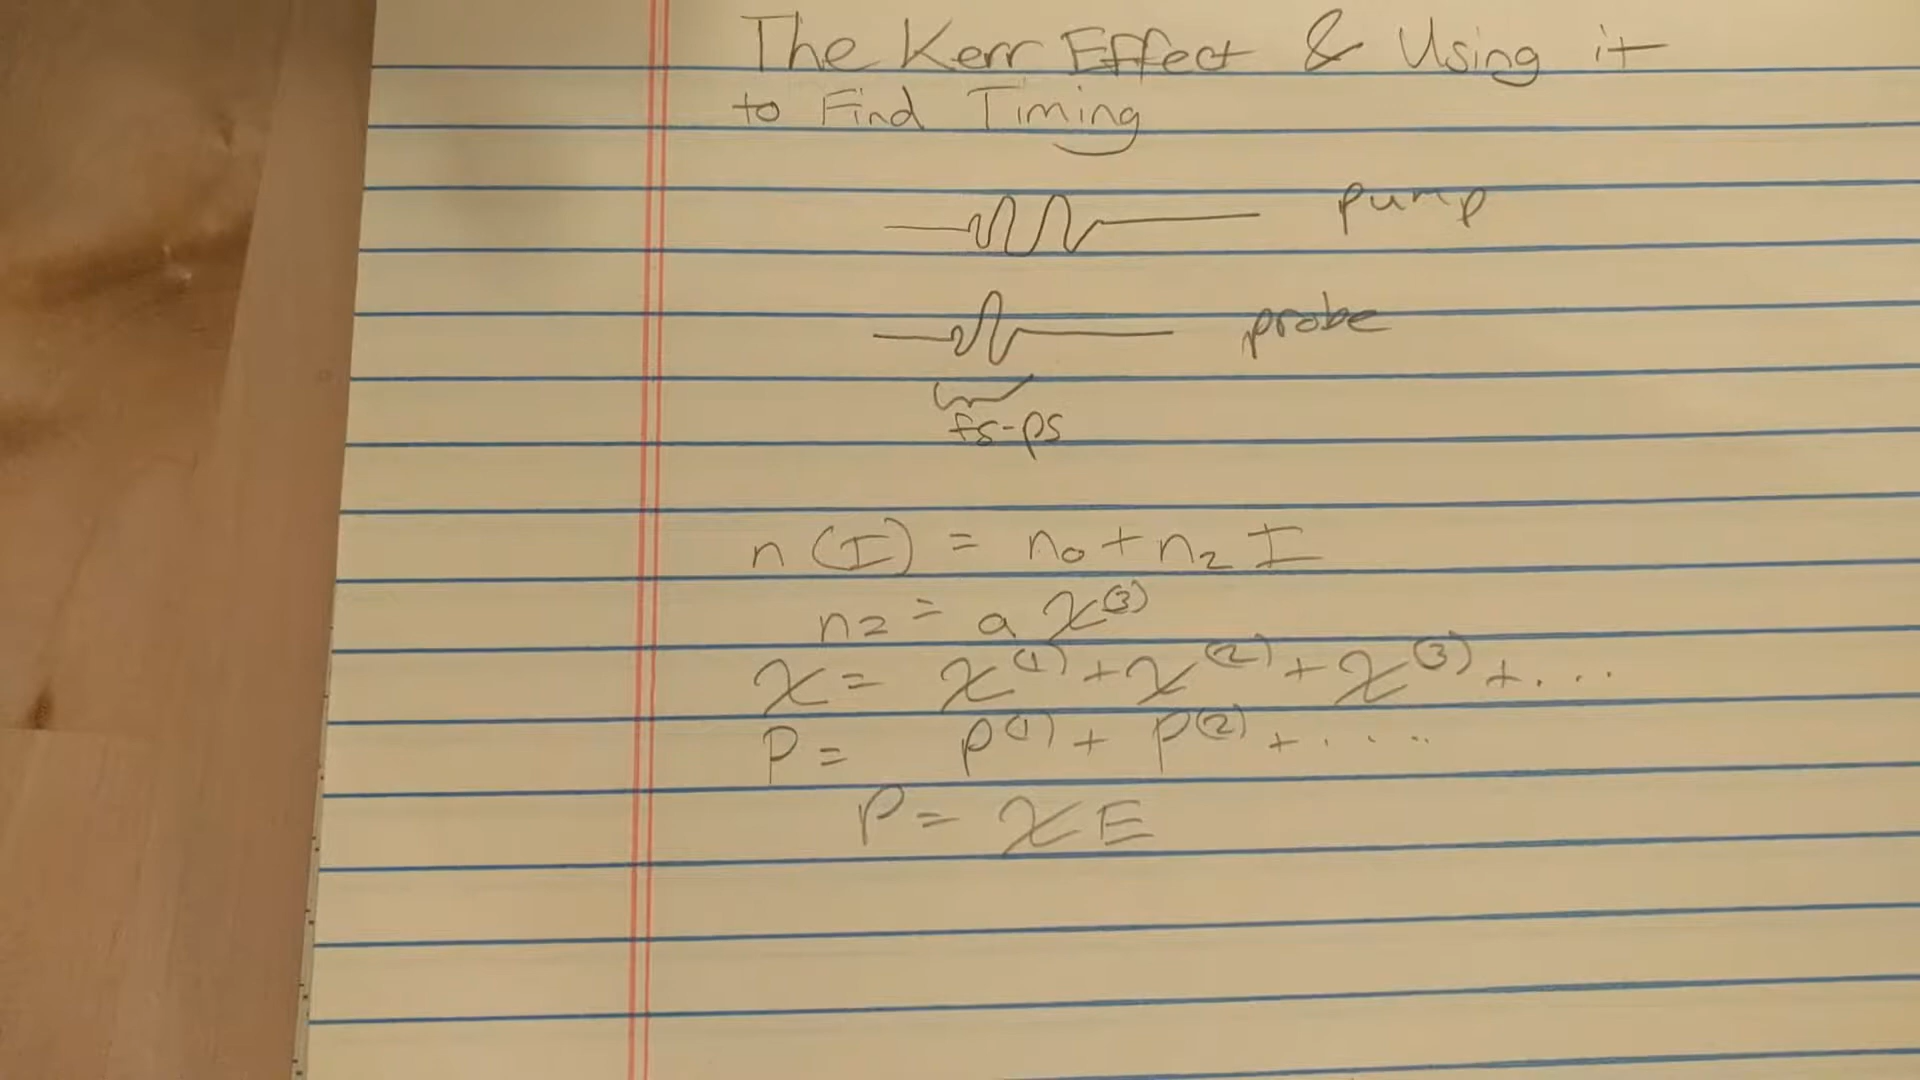 The Kerr Effect & Using it
to Find Timing
pump
probe
fs-ps
n(I) = n₀ + n₂ I
n₂ = a χ⁽³⁾
χ = χ⁽¹⁾ + χ⁽²⁾ + χ⁽³⁾ + ...
P = P⁽¹⁾ + P⁽²⁾ + ....
P = χE